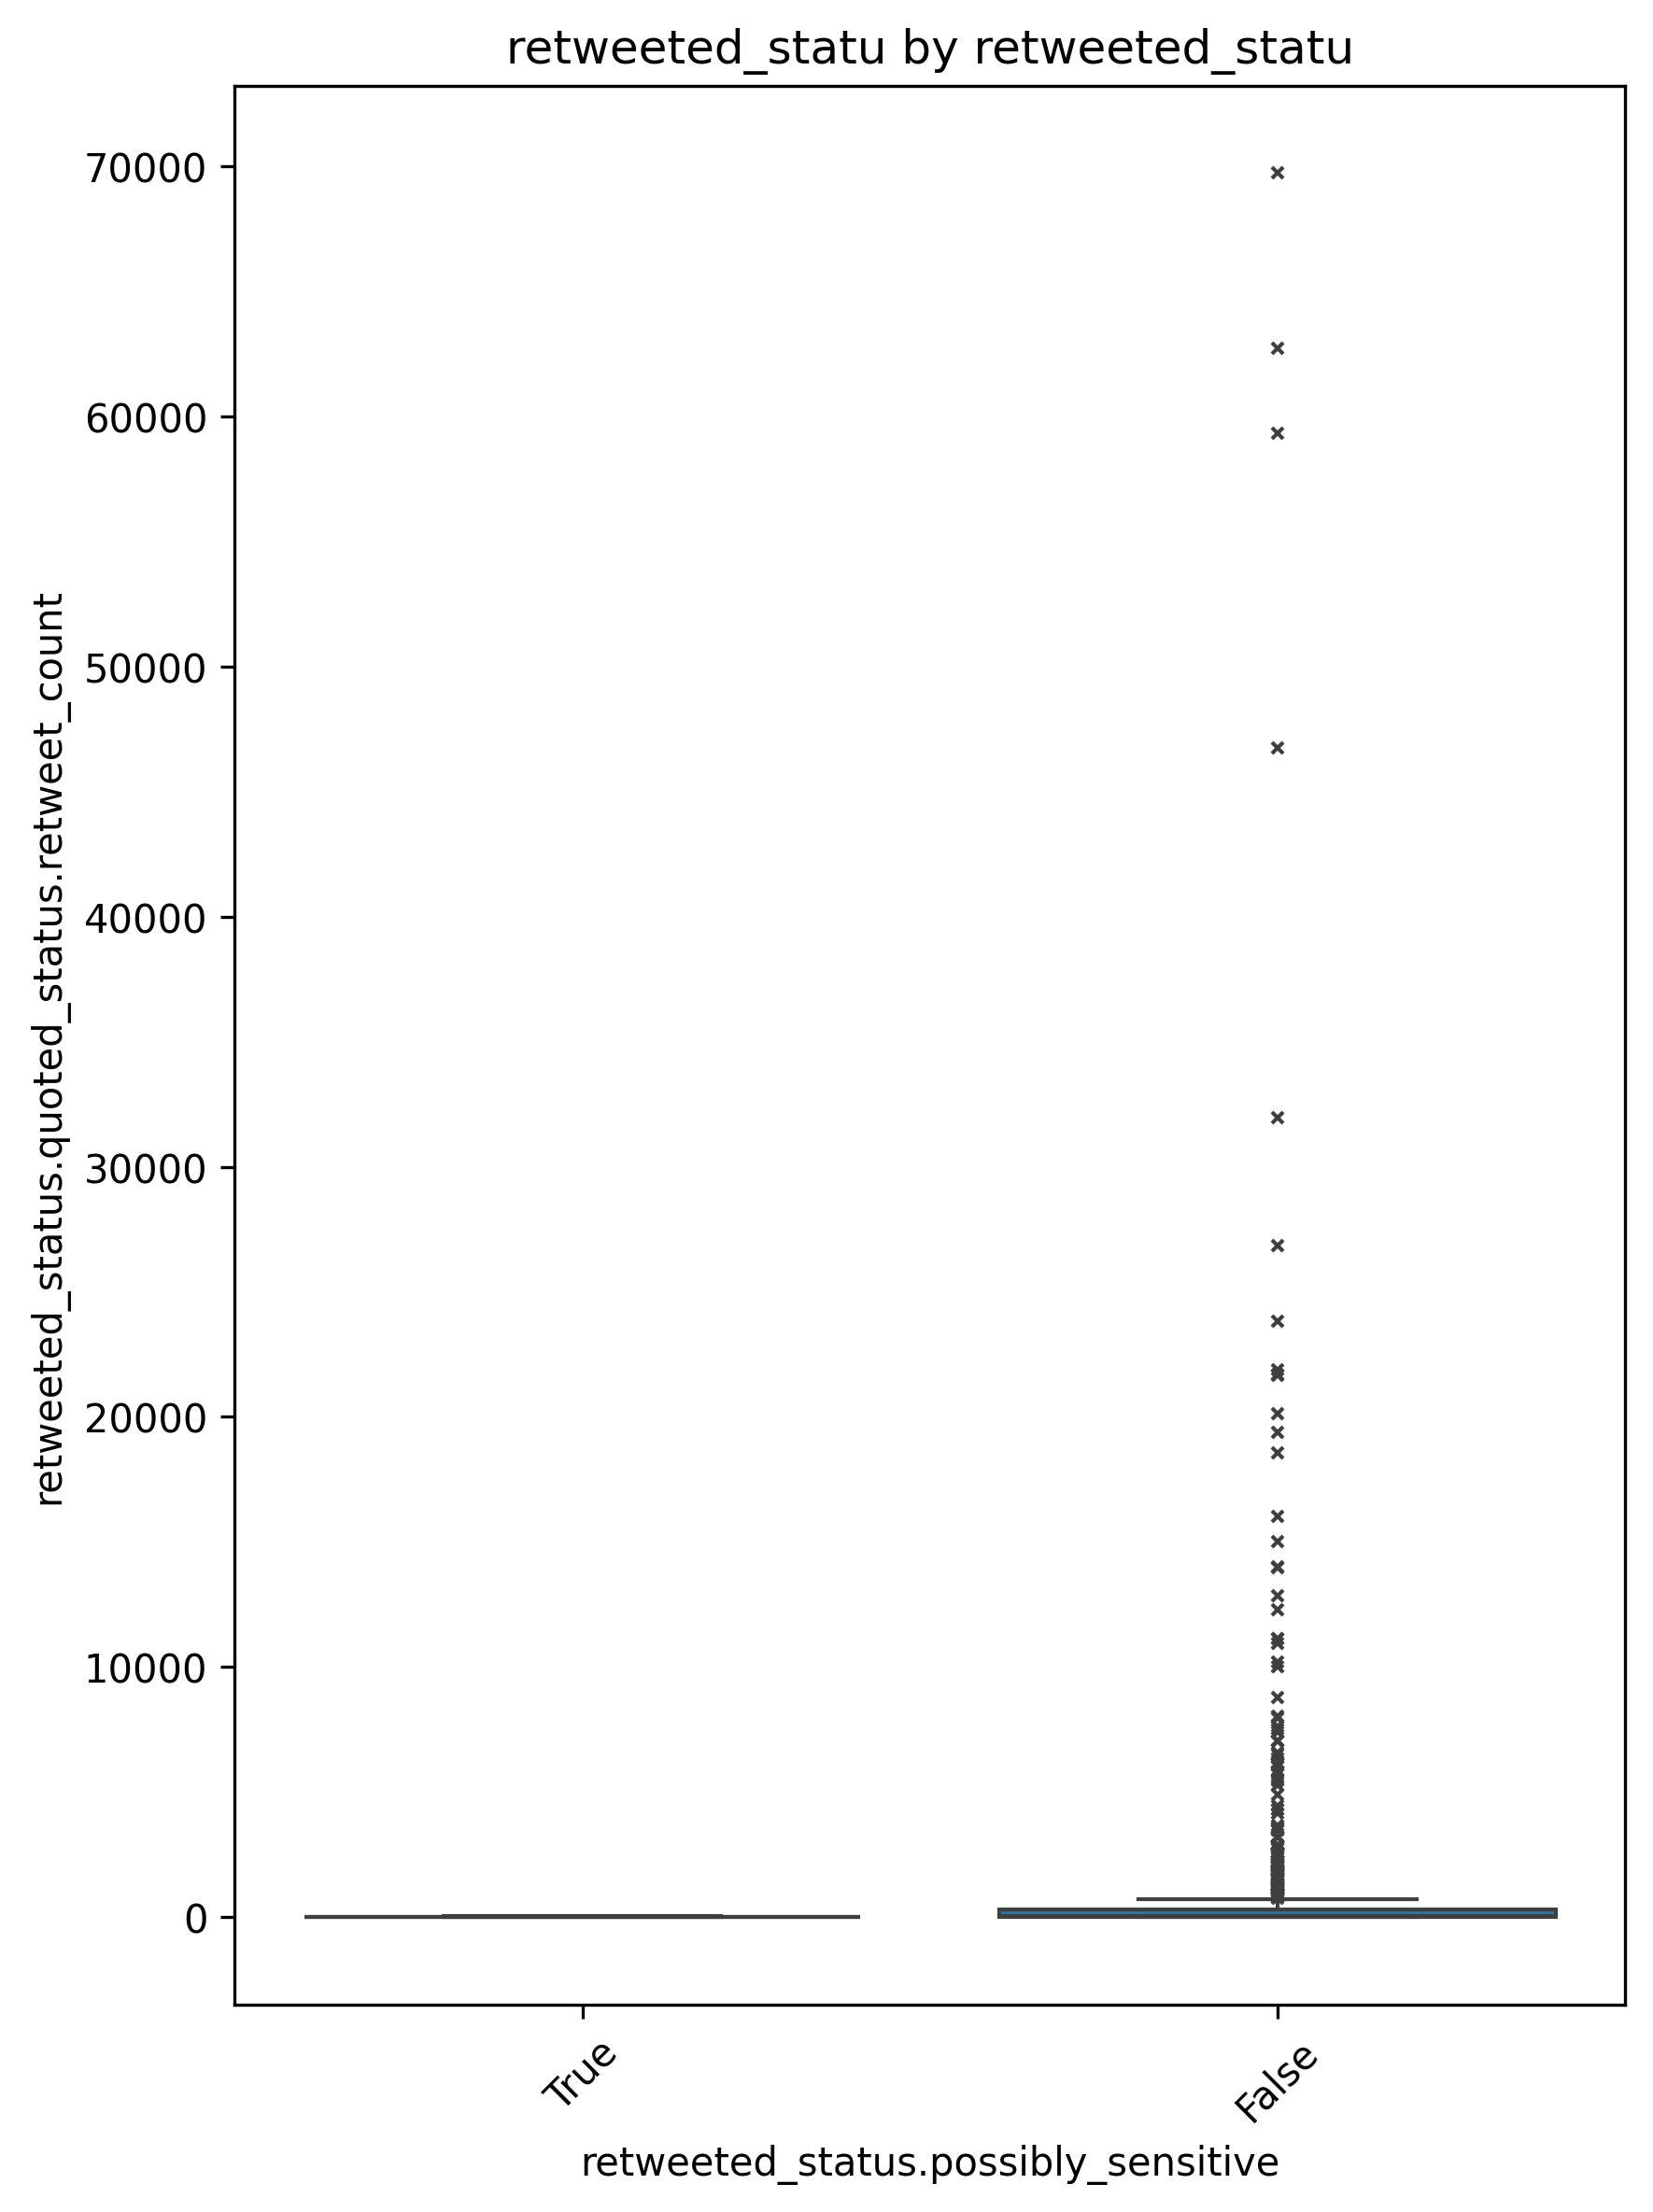 retweeted_statu by retweeted_statu
retweeted_status.quoted_status.retweet_count
70000
60000
50000
40000
30000
20000
10000
0
True
False
retweeted_status.possibly_sensitive